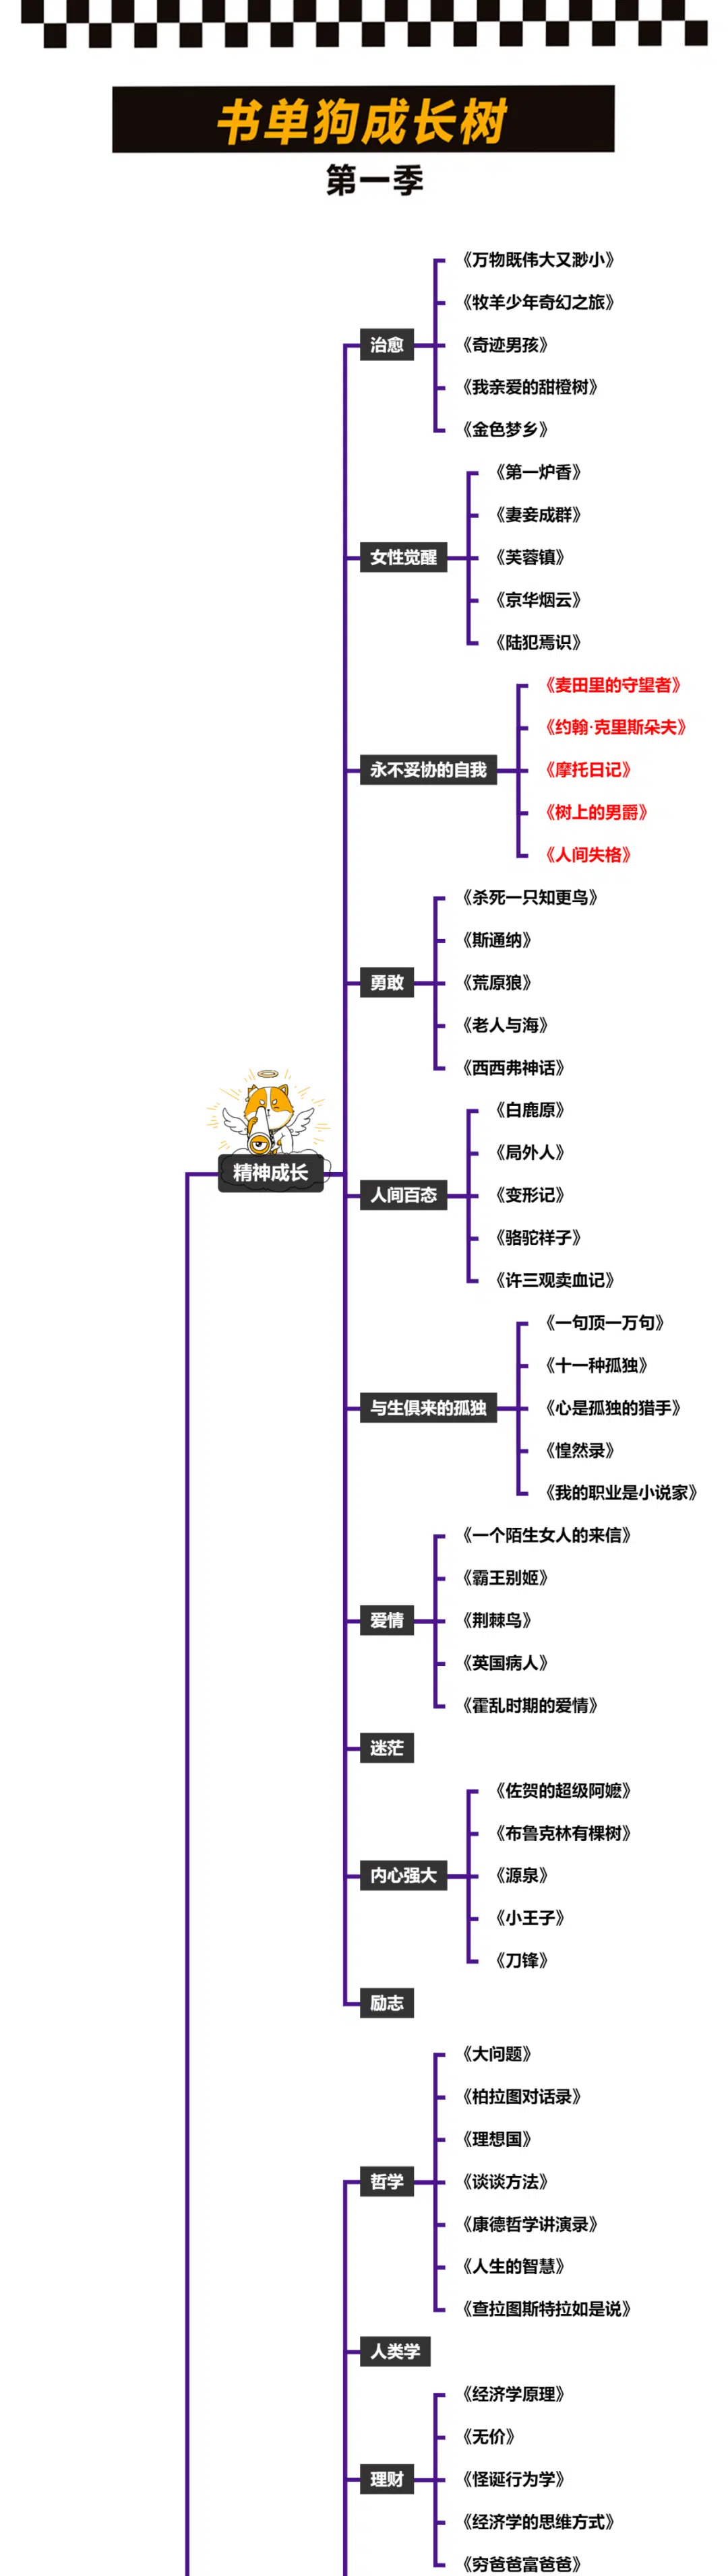 书单狗成长树
第一季
精神成长
治愈
《万物既伟大又渺小》
《牧羊少年奇幻之旅》
《奇迹男孩》
《我亲爱的甜橙树》
《金色梦乡》
女性觉醒
《第一炉香》
《妻妾成群》
《芙蓉镇》
《京华烟云》
《陆犯焉识》
永不妥协的自我
《麦田里的守望者》
《约翰·克里斯朵夫》
《摩托日记》
《树上的男爵》
《人间失格》
勇敢
《杀死一只知更鸟》
《斯通纳》
《荒原狼》
《老人与海》
《西西弗神话》
人间百态
《白鹿原》
《局外人》
《变形记》
《骆驼祥子》
《许三观卖血记》
与生俱来的孤独
《一句顶一万句》
《十一种孤独》
《心是孤独的猎手》
《惶然录》
《我的职业是小说家》
爱情
《一个陌生女人的来信》
《霸王别姬》
《荆棘鸟》
《英国病人》
《霍乱时期的爱情》
迷茫
内心强大
《佐贺的超级阿嬷》
《布鲁克林有棵树》
《源泉》
《小王子》
《刀锋》
励志
哲学
《大问题》
《柏拉图对话录》
《理想国》
《谈谈方法》
《康德哲学讲演录》
《人生的智慧》
《查拉图斯特拉如是说》
人类学
理财
《经济学原理》
《无价》
《怪诞行为学》
《经济学的思维方式》
《穷爸爸富爸爸》